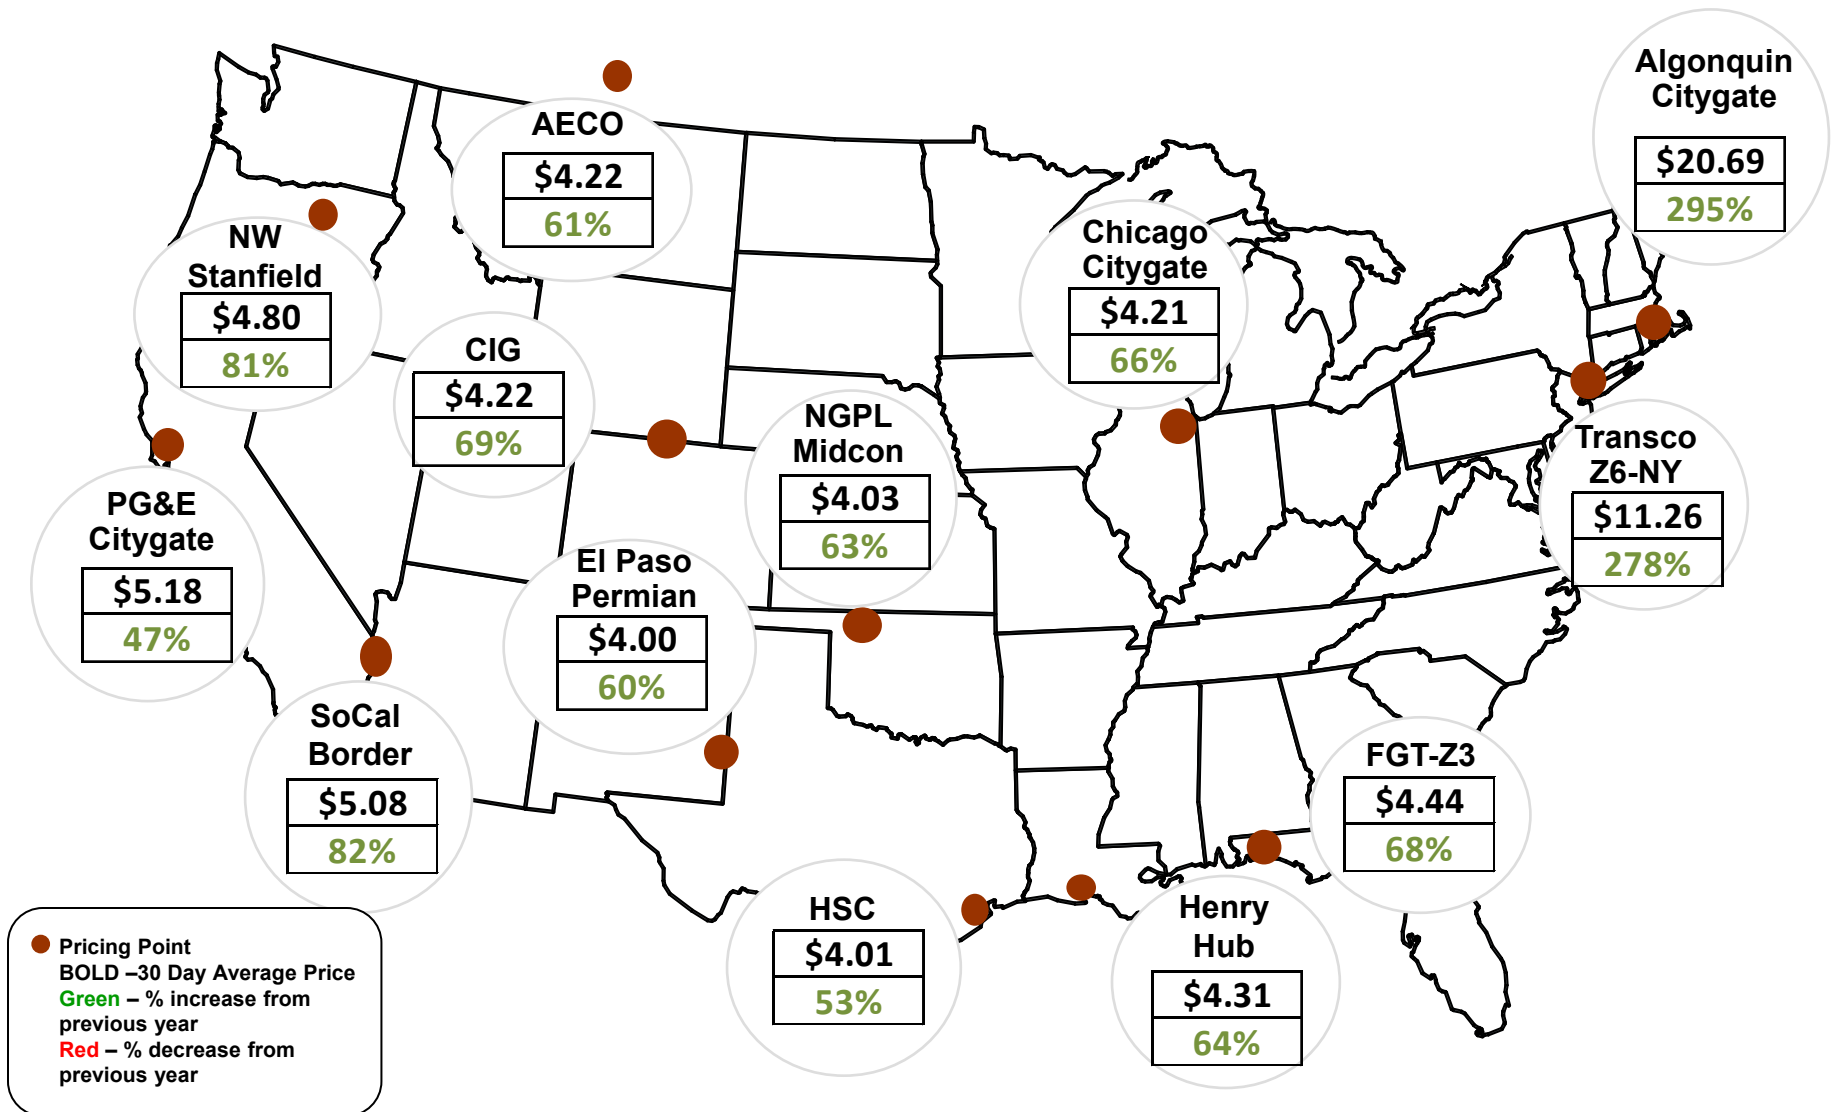 Algonquin
Citygate
$20.69
295%
AECO
$4.22
61%
NW
Stanfield
$4.80
81%
Chicago
Citygate
$4.21
66%
CIG
$4.22
69%
NGPL
Midcon
$4.03
63%
Transco
Z6-NY
$11.26
278%
PG&E
Citygate
$5.18
47%
El Paso
Permian
$4.00
60%
SoCal
Border
$5.08
82%
FGT-Z3
$4.44
68%
HSC
$4.01
53%
Henry
Hub
$4.31
64%
Pricing Point
BOLD –30 Day Average Price
Green – % increase from
previous year
Red – % decrease from
previous year